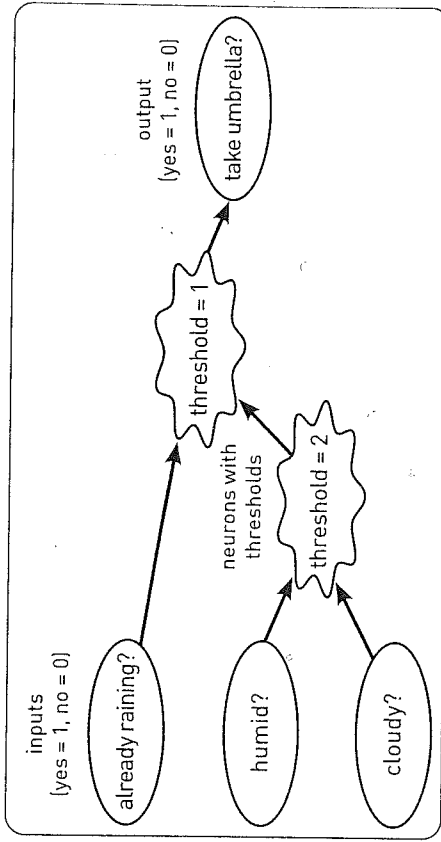 inputs
(yes = 1, no = 0)
already raining?
humid?
cloudy?
neurons with
thresholds
threshold = 2
threshold = 1
output
(yes = 1, no = 0)
take umbrella?